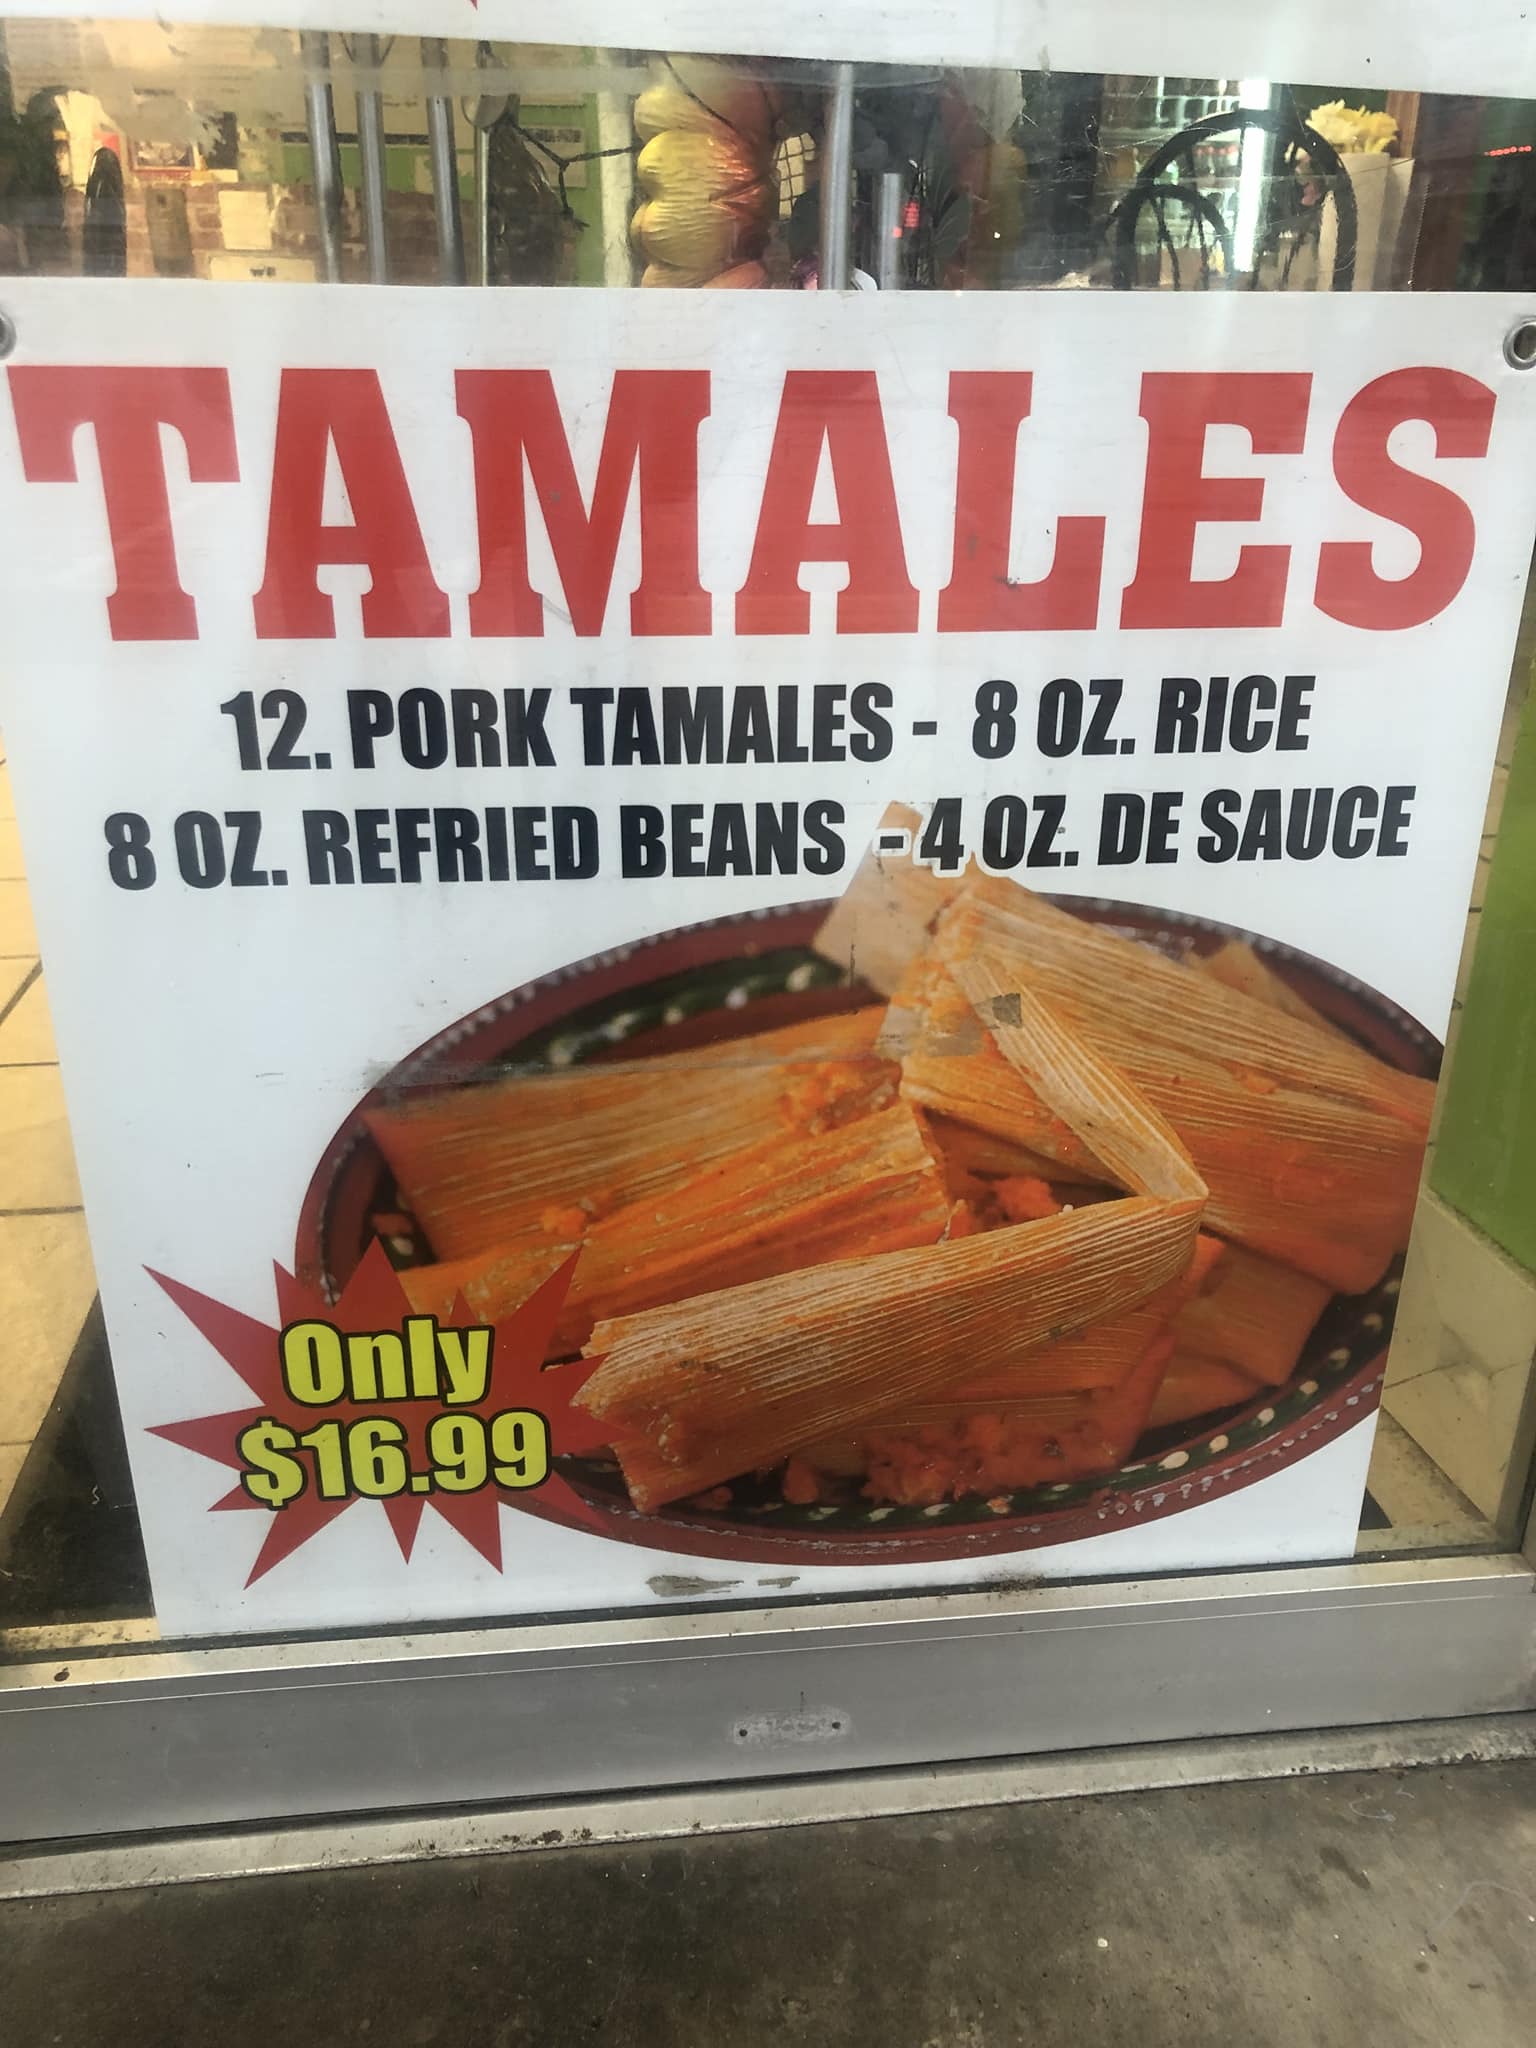 TAMALES
12. PORK TAMALES - 8 OZ. RICE
8 OZ. REFRIED BEANS - 4 OZ. DE SAUCE
Only
$16.99